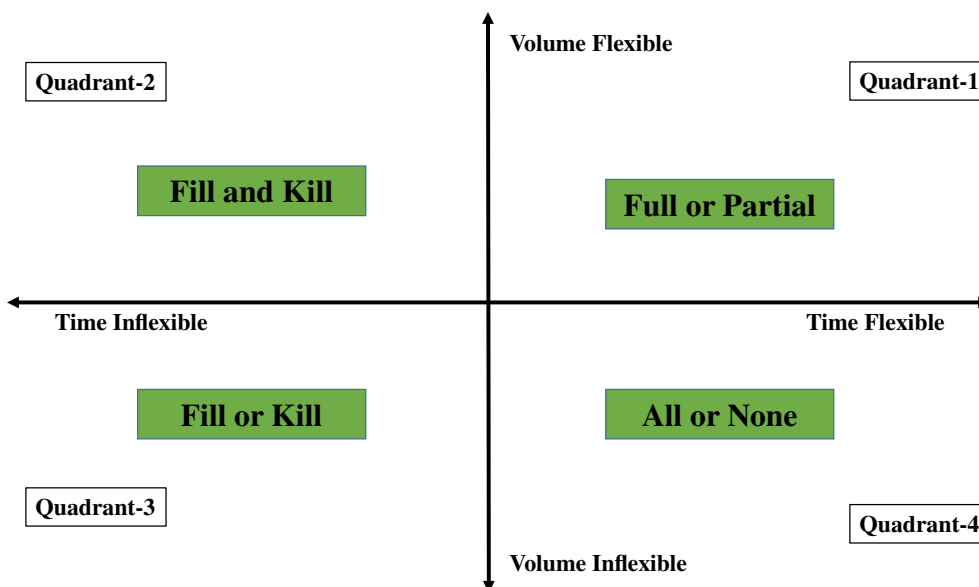 Volume Flexible
Quadrant-2
Quadrant-1
Fill and Kill
Full or Partial
Time Inflexible
Time Flexible
Fill or Kill
All or None
Quadrant-3
Quadrant-4
Volume Inflexible